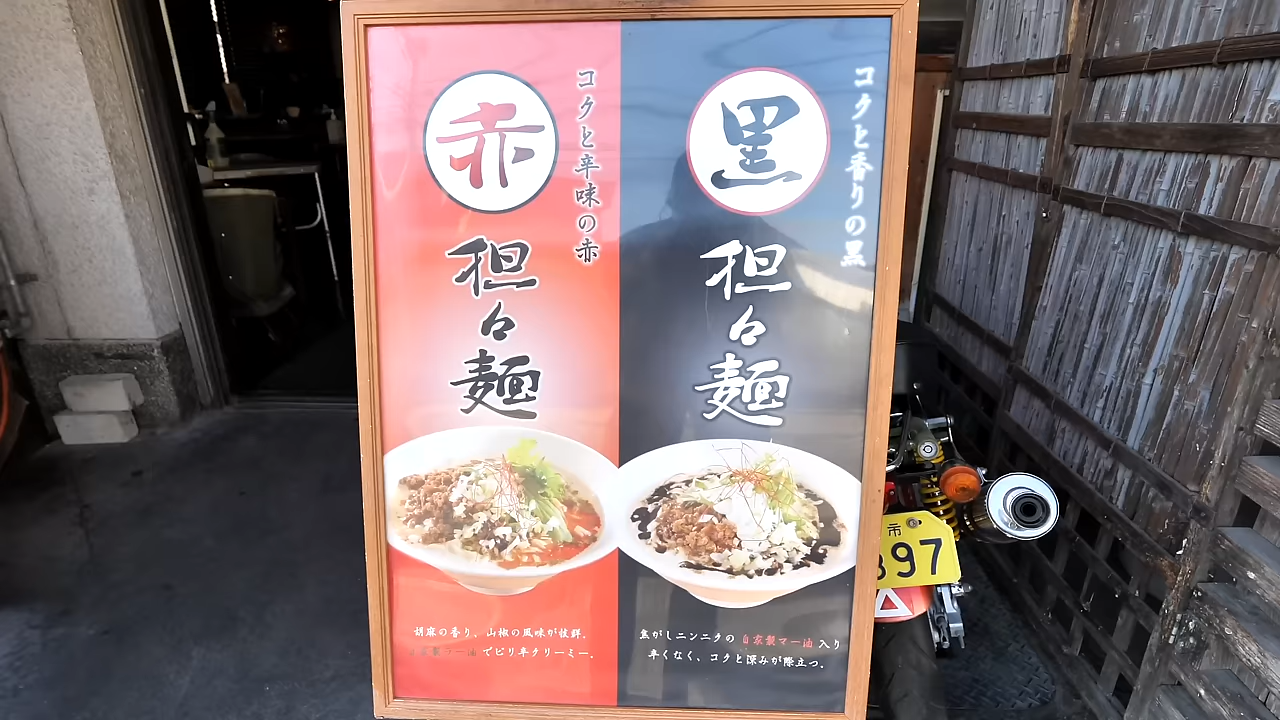 赤
担々麺
コクと辛味の赤
胡麻の香り、山椒の風味が抜群。
自家製ラー油 でピリ辛クリーミー。
黒
担々麺
コクと香りの黒
焦がしニンニクの 自家製マー油 入り
辛くなく、コクと深みが際立つ。
市
397